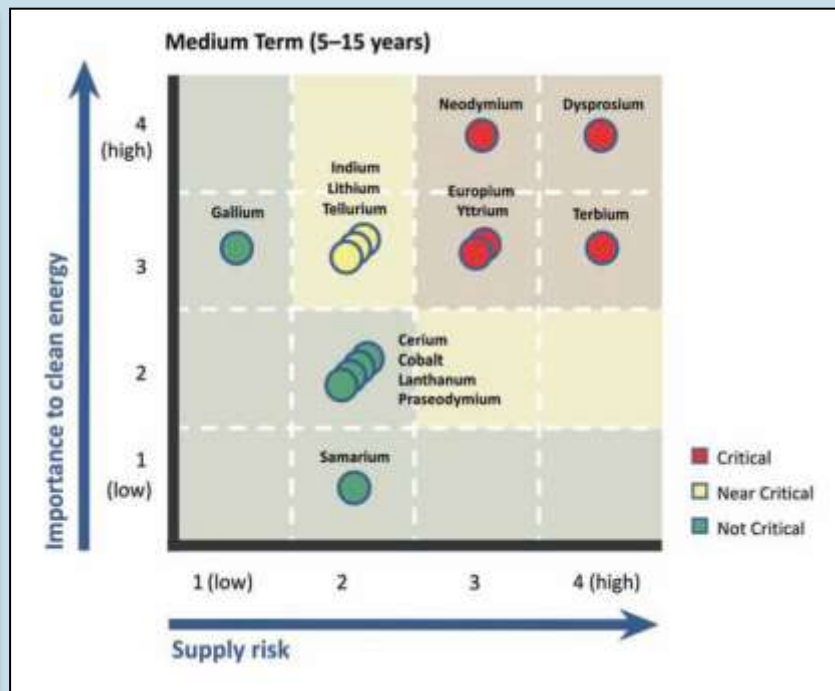 Medium Term (5–15 years)
Importance to clean energy
4
(high)
3
2
1
(low)
Neodymium
Dysprosium
Indium
Lithium
Tellurium
Gallium
Europium
Yttrium
Terbium
Cerium
Cobalt
Lanthanum
Praseodymium
Samarium
Critical
Near Critical
Not Critical
1 (low)
2
3
4 (high)
Supply risk